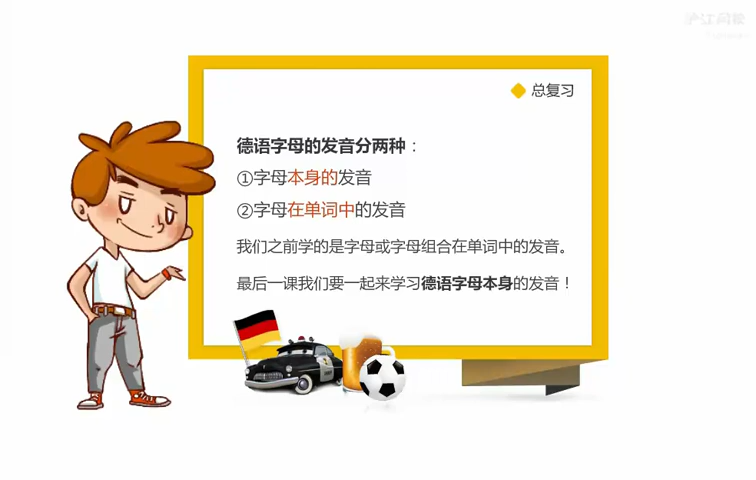 沪江网校
总复习
德语字母的发音分两种：
①字母本身的发音
②字母在单词中的发音
我们之前学的是字母或字母组合在单词中的发音。
最后一课我们要一起来学习德语字母本身的发音！